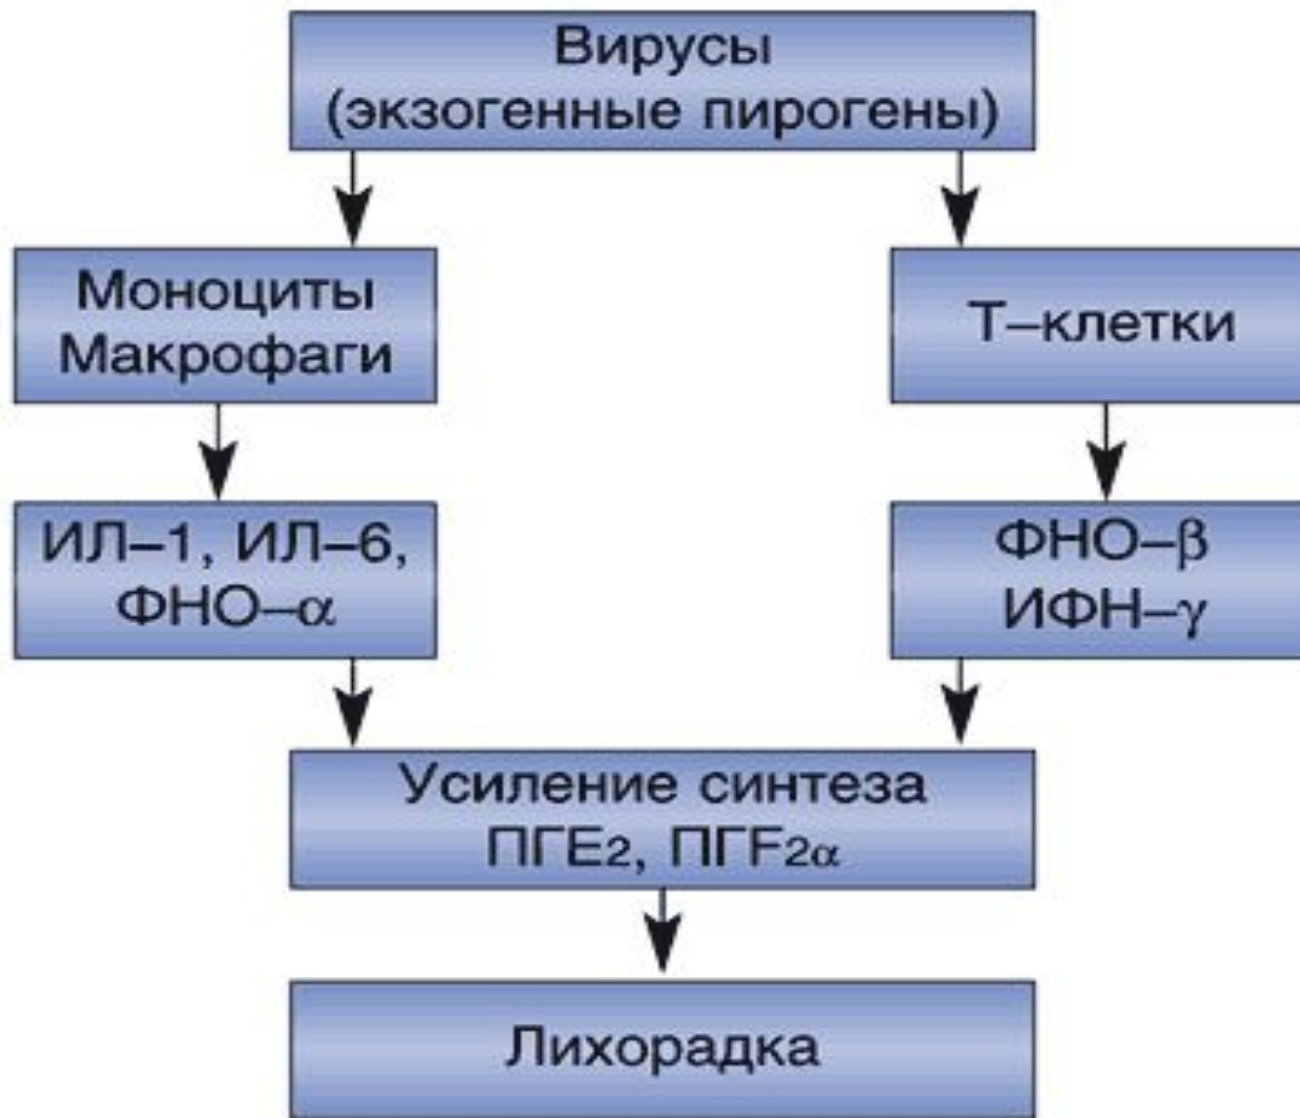 Вирусы
(экзогенные пирогены)
Моноциты
Макрофаги
Т–клетки
ИЛ–1, ИЛ–6,
ФНО–α
ФНО–β
ИФН–γ
Усиление синтеза
ПГЕ2, ПГF2α
Лихорадка